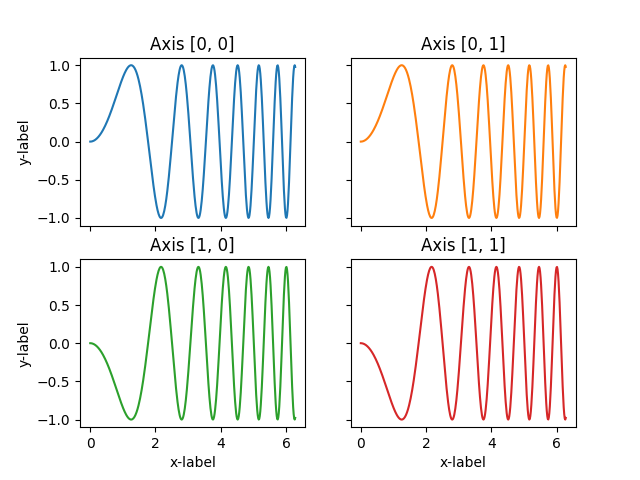 Axis [0, 0]
Axis [0, 1]
y-label
1.0
0.5
0.0
−0.5
−1.0
Axis [1, 0]
Axis [1, 1]
y-label
1.0
0.5
0.0
−0.5
−1.0
0 2 4 6
0 2 4 6
x-label
x-label